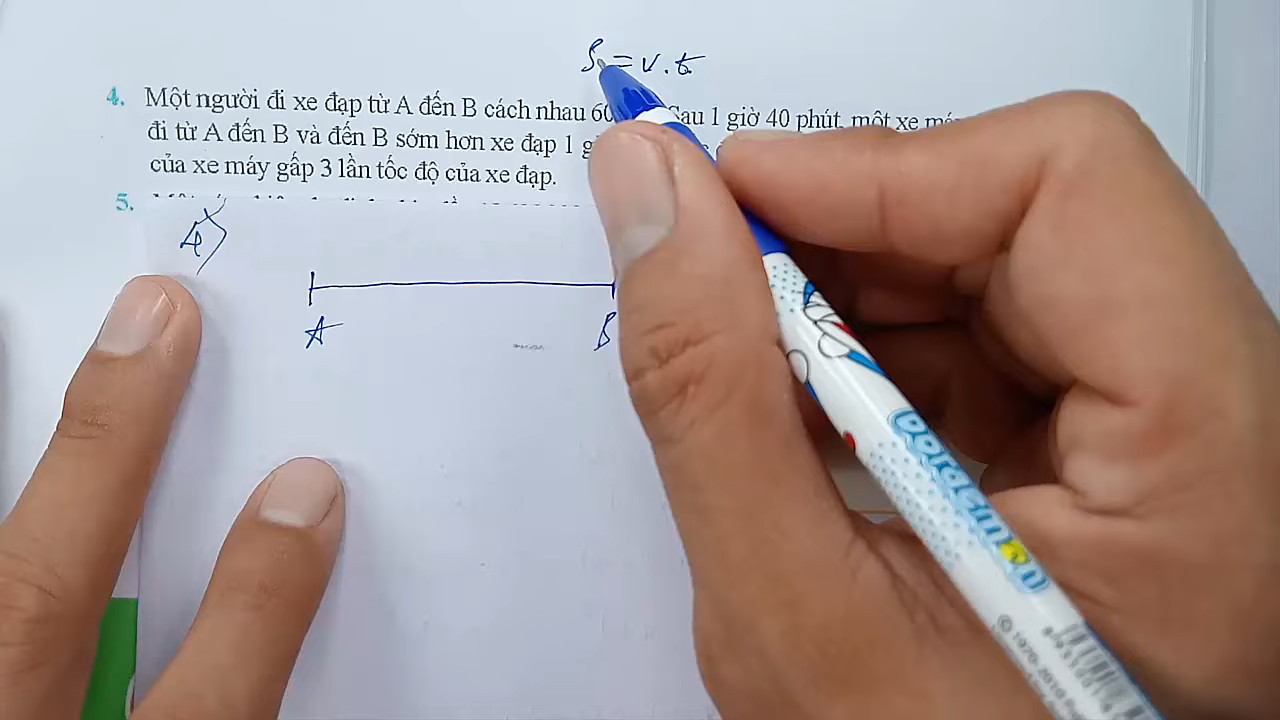 S = v.t
4. Một người đi xe đạp từ A đến B cách nhau 60 Sau 1 giờ 40 phút, một xe máy
đi từ A đến B và đến B sớm hơn xe đạp 1
của xe máy gấp 3 lần tốc độ của xe đạp.
5.
4)
A B
DORAEMON